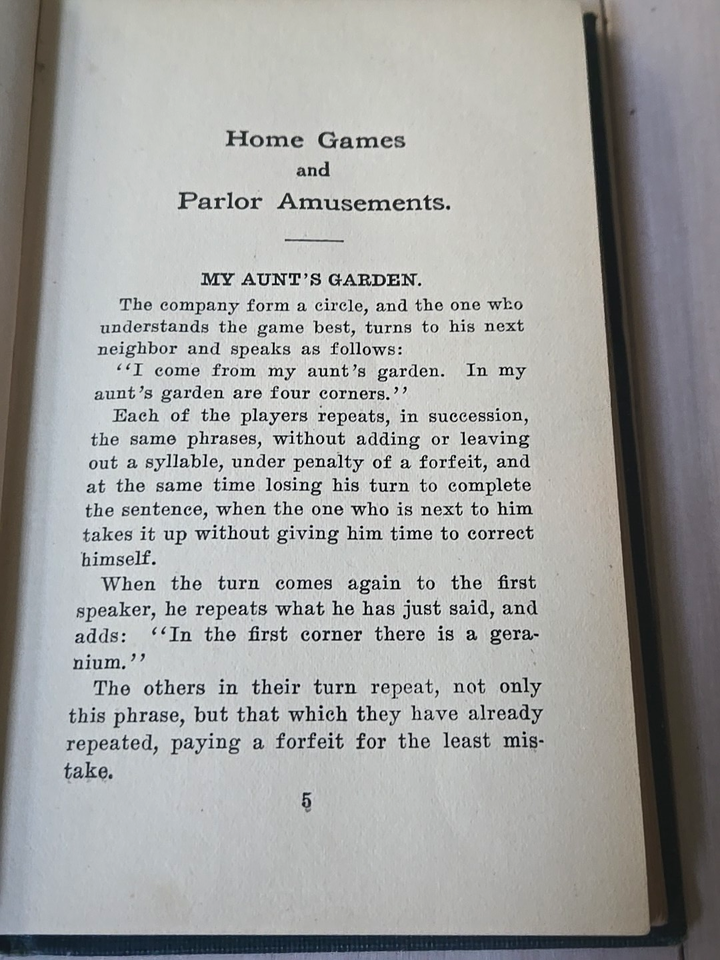 Home Games
and
Parlor Amusements.
MY AUNT'S GARDEN.
The company form a circle, and the one who
understands the game best, turns to his next
neighbor and speaks as follows:
"I come from my aunt's garden. In my
aunt's garden are four corners."
Each of the players repeats, in succession,
the same phrases, without adding or leaving
out a syllable, under penalty of a forfeit, and
at the same time losing his turn to complete
the sentence, when the one who is next to him
takes it up without giving him time to correct
himself.
When the turn comes again to the first
speaker, he repeats what he has just said, and
adds: "In the first corner there is a gera-
nium."
The others in their turn repeat, not only
this phrase, but that which they have already
repeated, paying a forfeit for the least mis-
take.
5